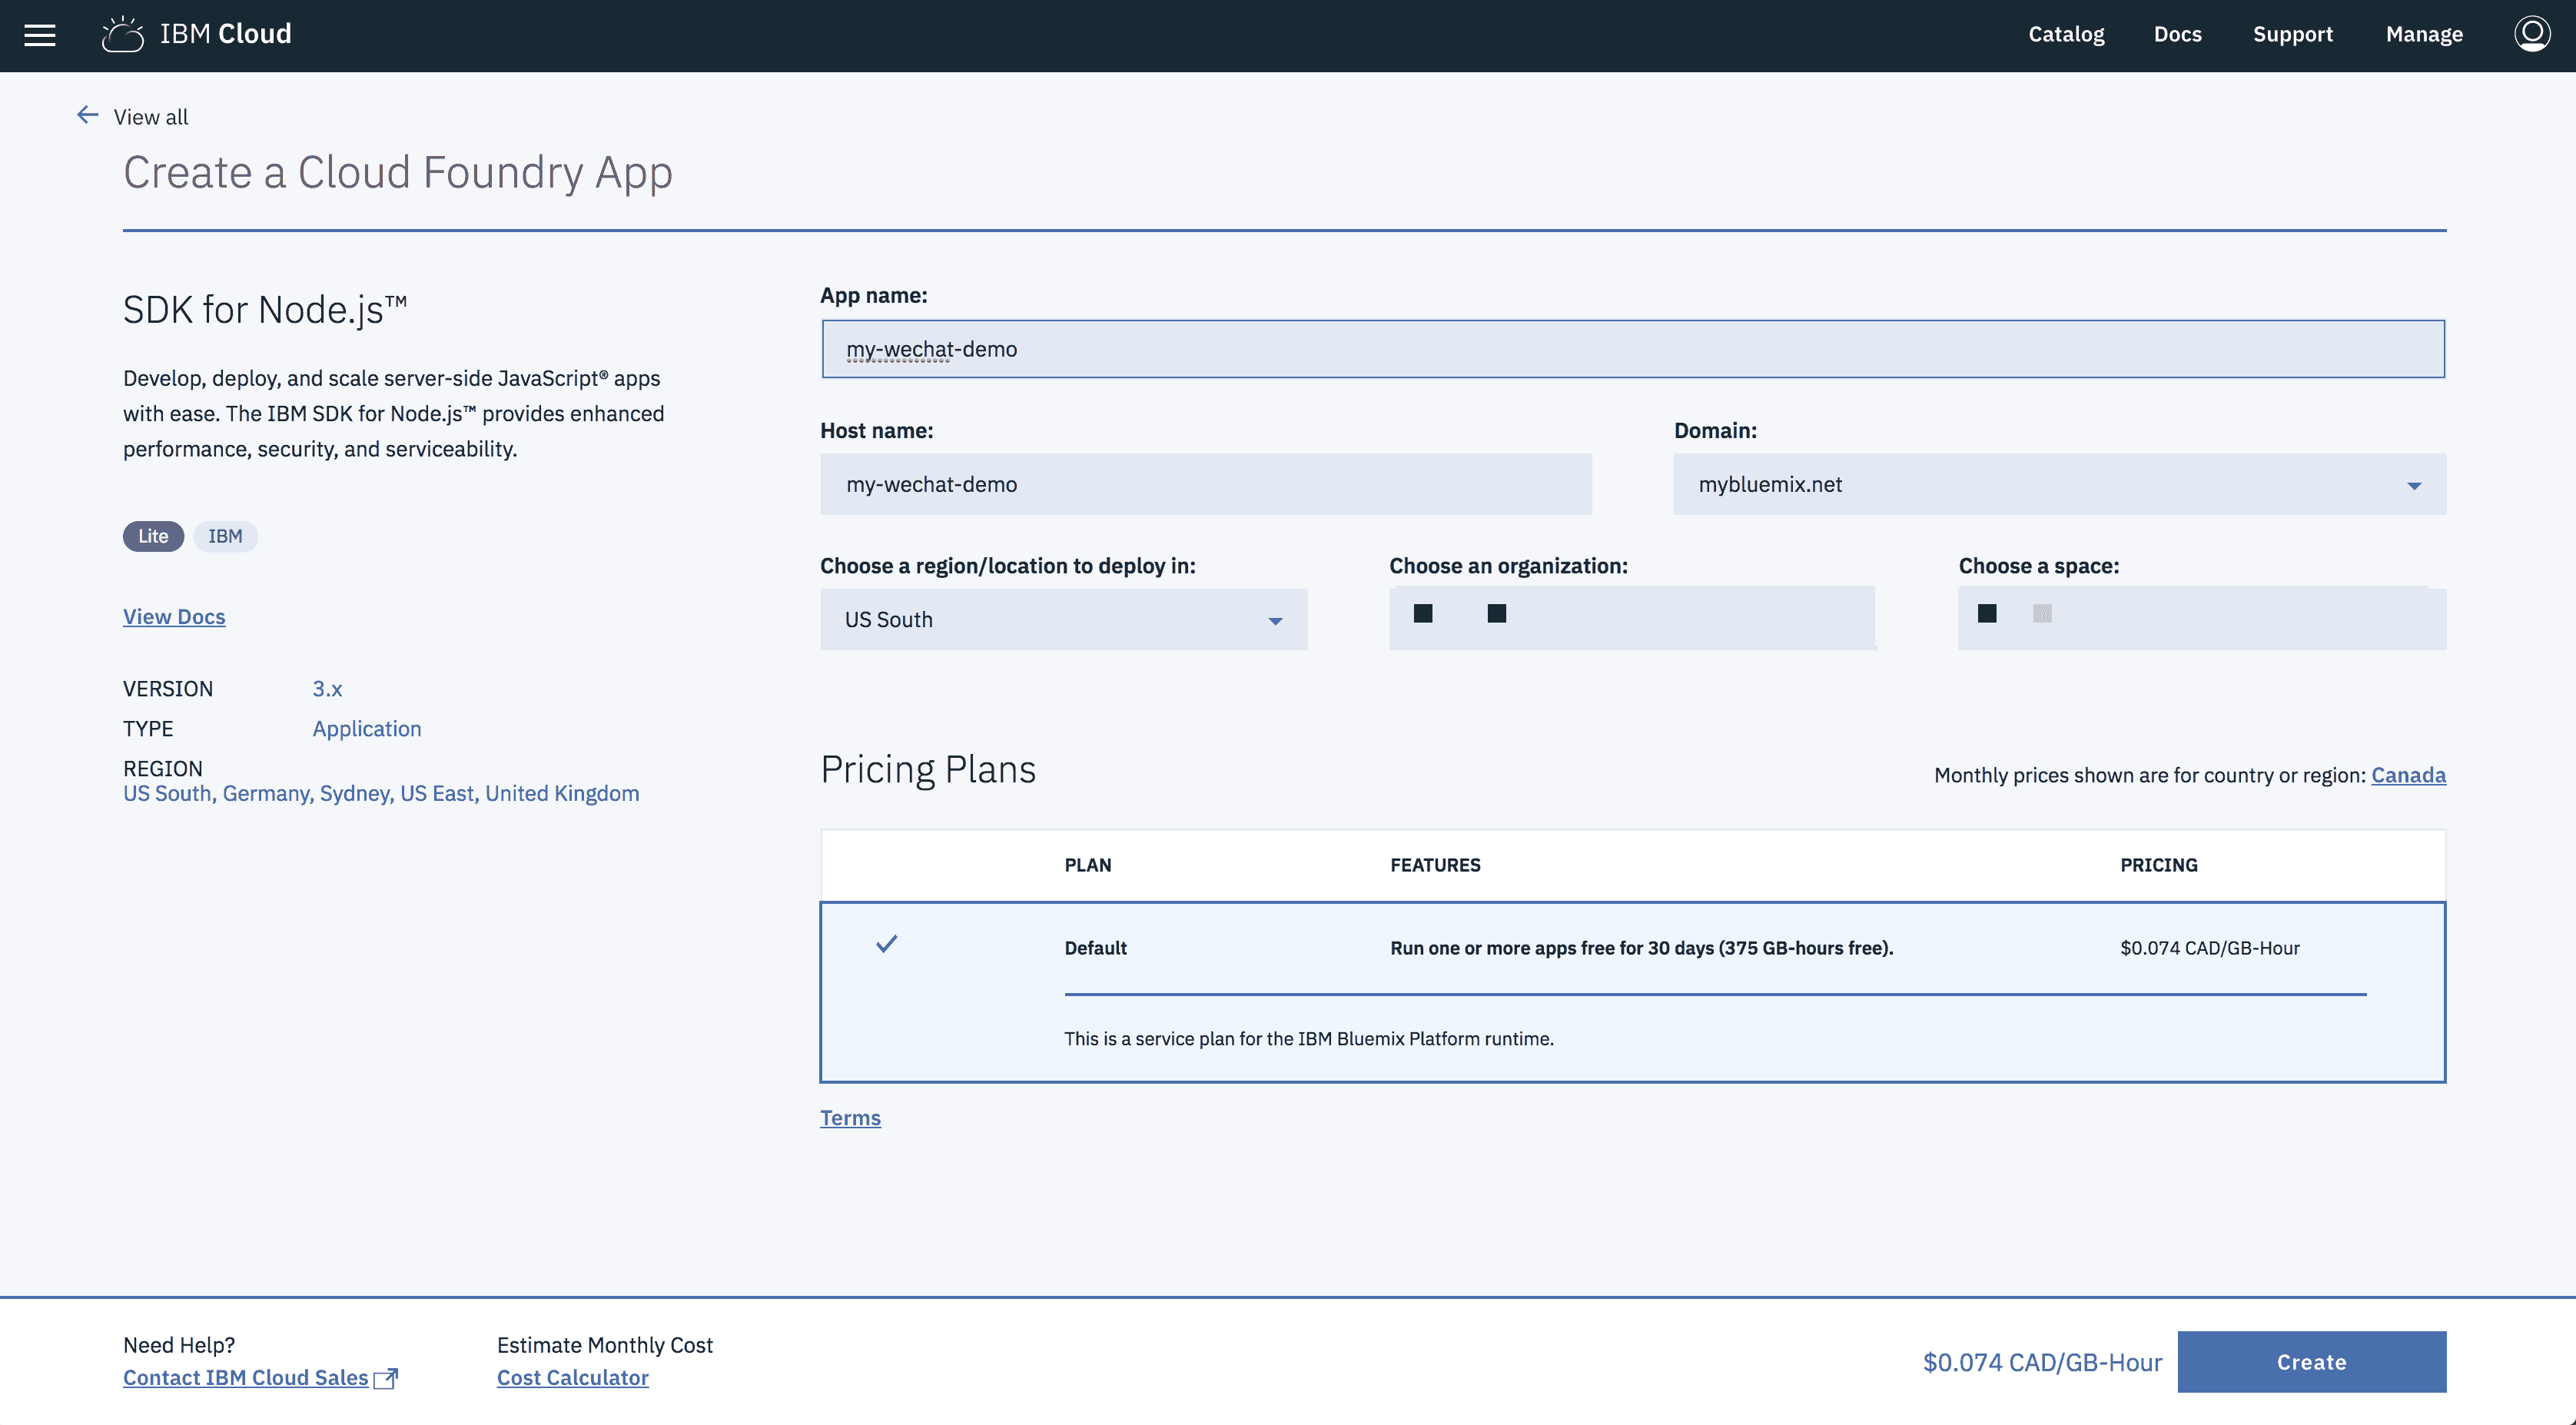 IBM Cloud
Catalog Docs Support Manage
View all
Create a Cloud Foundry App
SDK for Node.js™
Develop, deploy, and scale server-side JavaScript® apps
with ease. The IBM SDK for Node.js™ provides enhanced
performance, security, and serviceability.
Lite IBM
View Docs
VERSION 3.x
TYPE Application
REGION
US South, Germany, Sydney, US East, United Kingdom
App name:
my-wechat-demo
Host name:
my-wechat-demo
Domain:
mybluemix.net
Choose a region/location to deploy in:
US South
Choose an organization:
Choose a space:
Pricing Plans
Monthly prices shown are for country or region: Canada
PLAN FEATURES PRICING
Default Run one or more apps free for 30 days (375 GB-hours free). $0.074 CAD/GB-Hour
This is a service plan for the IBM Bluemix Platform runtime.
Terms
Need Help?
Contact IBM Cloud Sales
Estimate Monthly Cost
Cost Calculator
$0.074 CAD/GB-Hour
Create